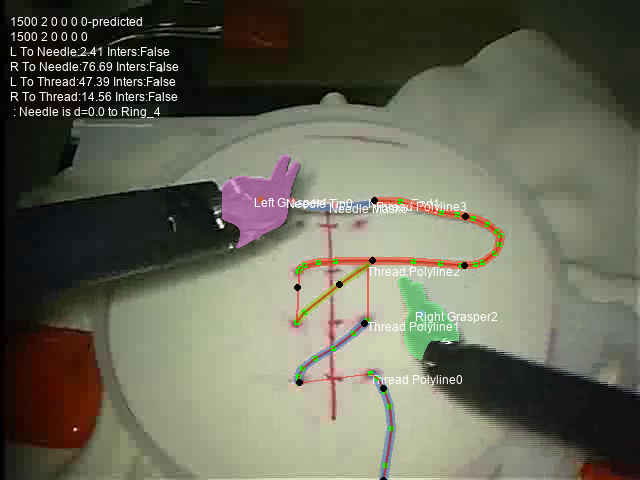 1500 2 0 0 0 0-predicted
1500 2 0 0 0 0
L To Needle:2.41 Inters:False
R To Needle:76.69 Inters:False
L To Thread:47.39 Inters:False
R To Thread:14.56 Inters:False
: Needle is d=0.0 to Ring_4
Thread Polyline3
Needle Mask
Thread Polyline2
Right Grasper2
Thread Polyline1
Thread Polyline0